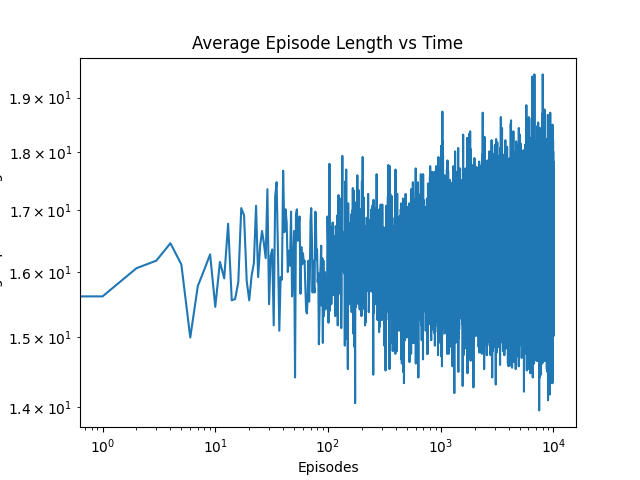 Average Episode Length vs Time
1.9 × 10¹
1.8 × 10¹
1.7 × 10¹
1.6 × 10¹
1.5 × 10¹
1.4 × 10¹
10⁰
10¹
10²
10³
10⁴
Episodes